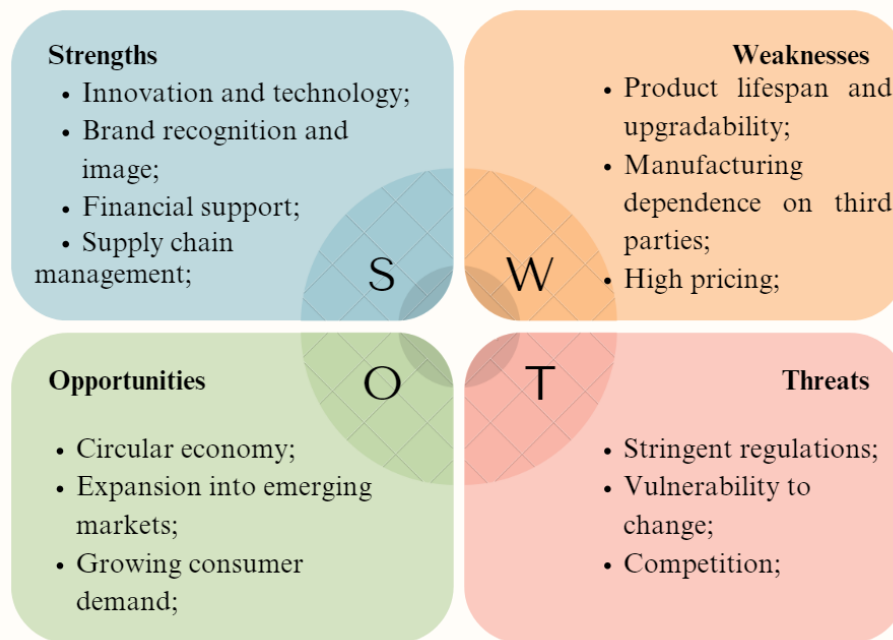 Strengths
• Innovation and technology;
• Brand recognition and
image;
• Financial support;
• Supply chain
management;
S
Weaknesses
• Product lifespan and
upgradability;
• Manufacturing
dependence on third
parties;
• High pricing;
W
Opportunities
• Circular economy;
• Expansion into emerging
markets;
• Growing consumer
demand;
O
Threats
• Stringent regulations;
• Vulnerability to
change;
• Competition;
T